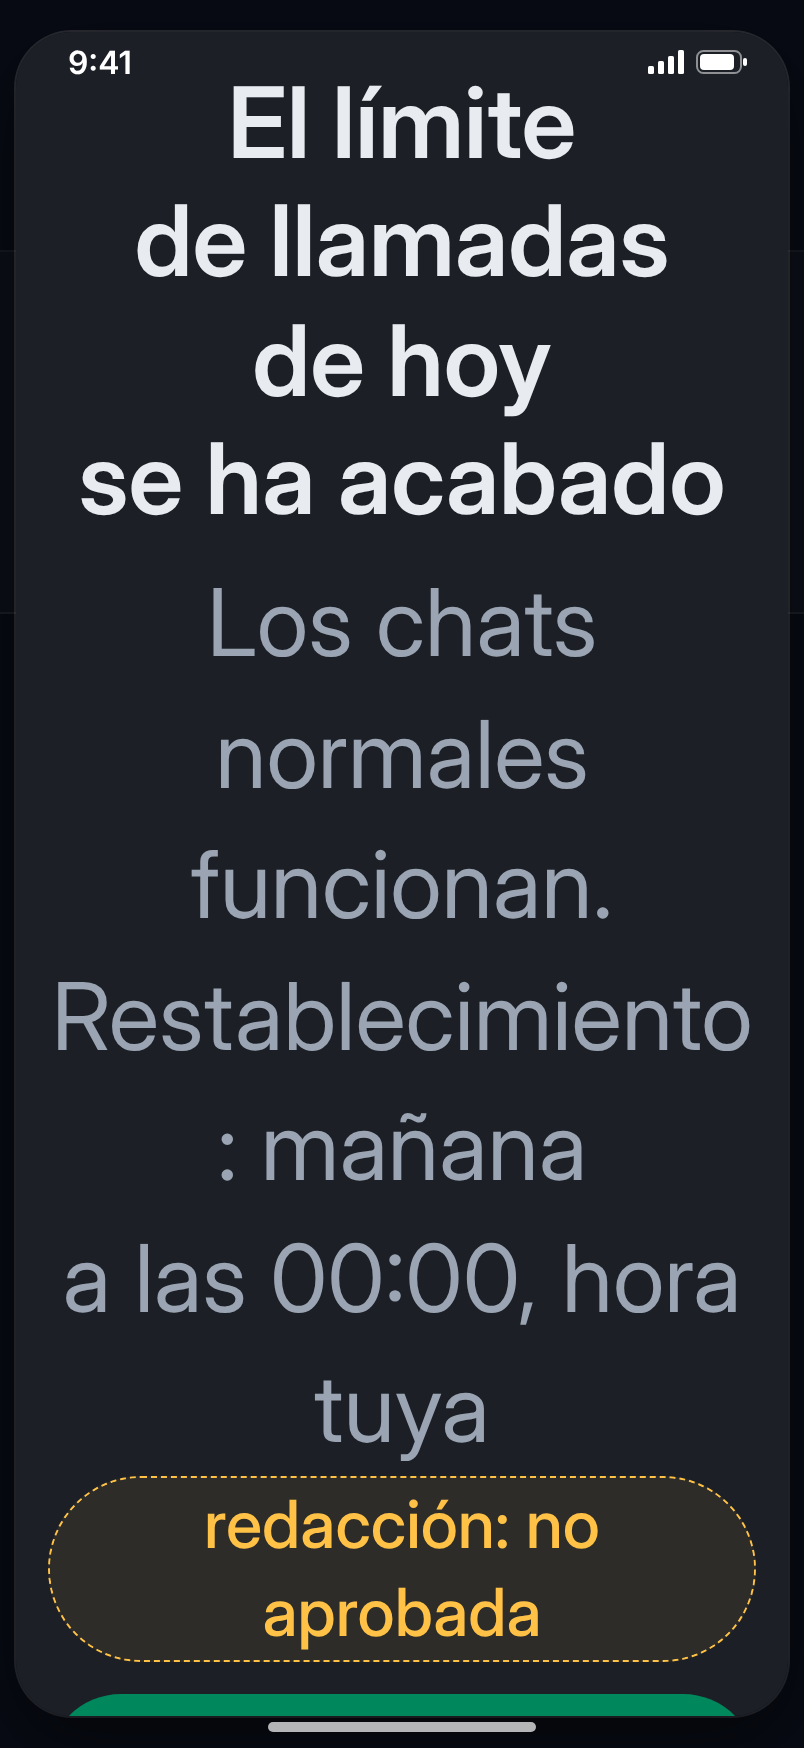 9:41
El límite
de llamadas
de hoy
se ha acabado
Los chats
normales
funcionan.
Restablecimiento
: mañana
a las 00:00, hora
tuya
redacción: no
aprobada